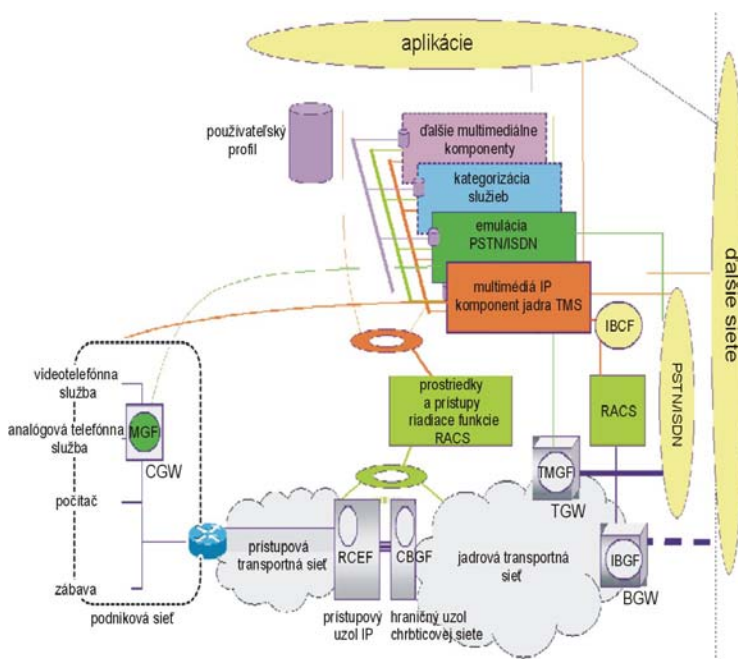 aplikácie
používateľský
profil
ďalšie multimediálne
komponenty
kategorizácia
služieb
emulácia
PSTN/ISDN
multimédiá IP
komponent jadra TMS
IBCF
ďalšie siete
PSTN/ISDN
videotelefónna
služba
analógová telefónna
služba
MGF
CGW
počítač
zábava
podniková sieť
prostriedky
a prístupy
riadiace funkcie
RACS
RACS
TMGF
TGW
prístupová
transportná sieť
RCEF
CBGF
jadrová transportná
sieť
IBGF
BGW
prístupový
uzol IP
hraničný uzol
chrbticovej siete